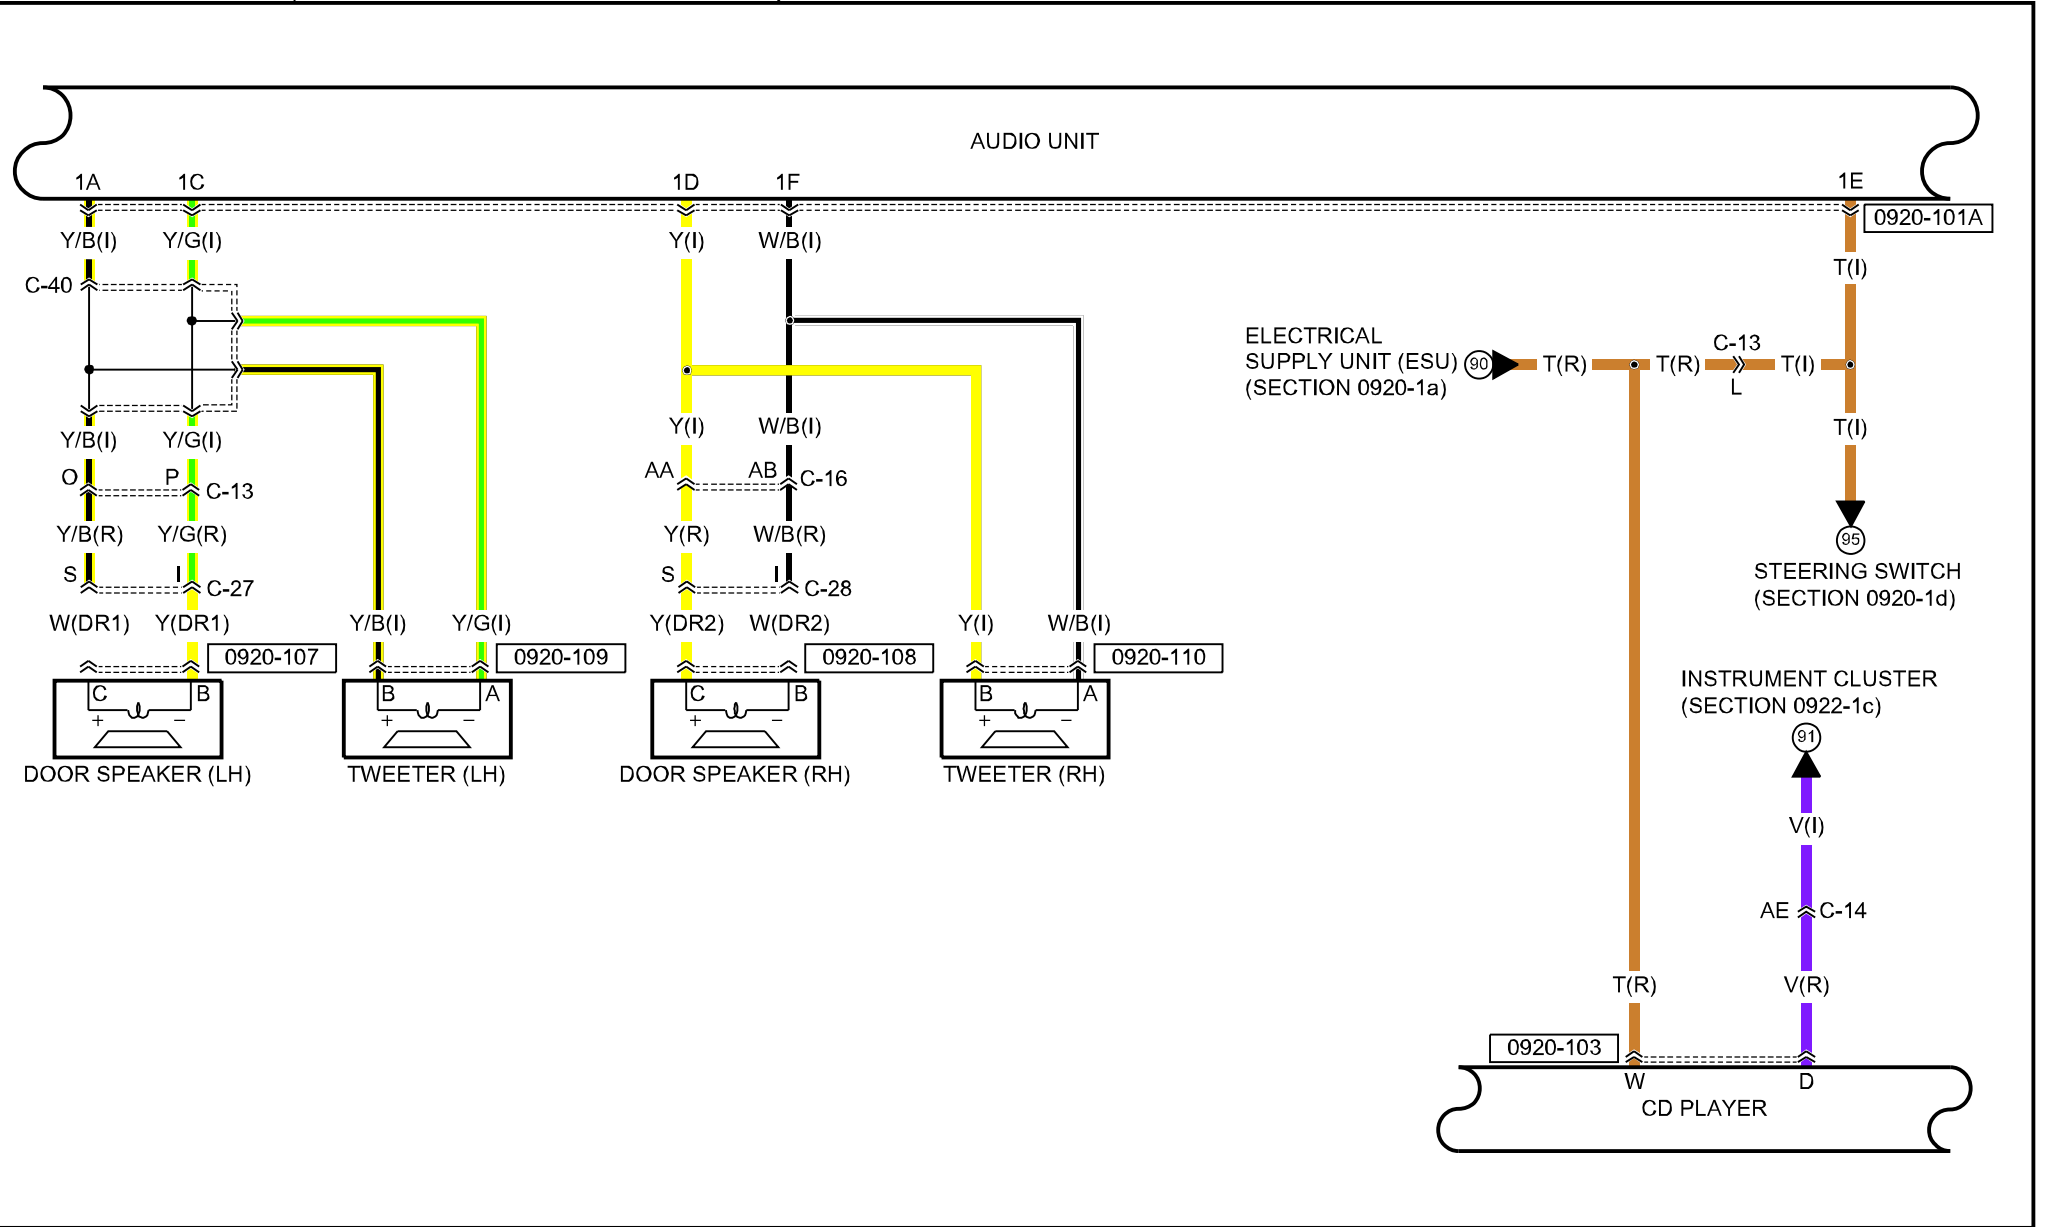 AUDIO UNIT
1A 1C 1D 1F 1E
0920-101A
Y/B(I) Y/G(I) Y(I) W/B(I)
T(I)
C-40
ELECTRICAL
SUPPLY UNIT (ESU)
(SECTION 0920-1a)
90
T(R) T(R) C-13 L T(I)
Y/B(I) Y/G(I) Y(I) W/B(I) T(I)
O P C-13 AA AB C-16
Y/B(R) Y/G(R) Y(R) W/B(R)
95
STEERING SWITCH
(SECTION 0920-1d)
S I C-27 S I C-28
W(DR1) Y(DR1) Y/B(I) Y/G(I) Y(DR2) W(DR2) Y(I) W/B(I)
0920-107 0920-109 0920-108 0920-110
C B B A C B B A
+ − + − + − + −
DOOR SPEAKER (LH) TWEETER (LH) DOOR SPEAKER (RH) TWEETER (RH)
INSTRUMENT CLUSTER
(SECTION 0922-1c)
91
V(I)
AE C-14
T(R) V(R)
0920-103
W D
CD PLAYER